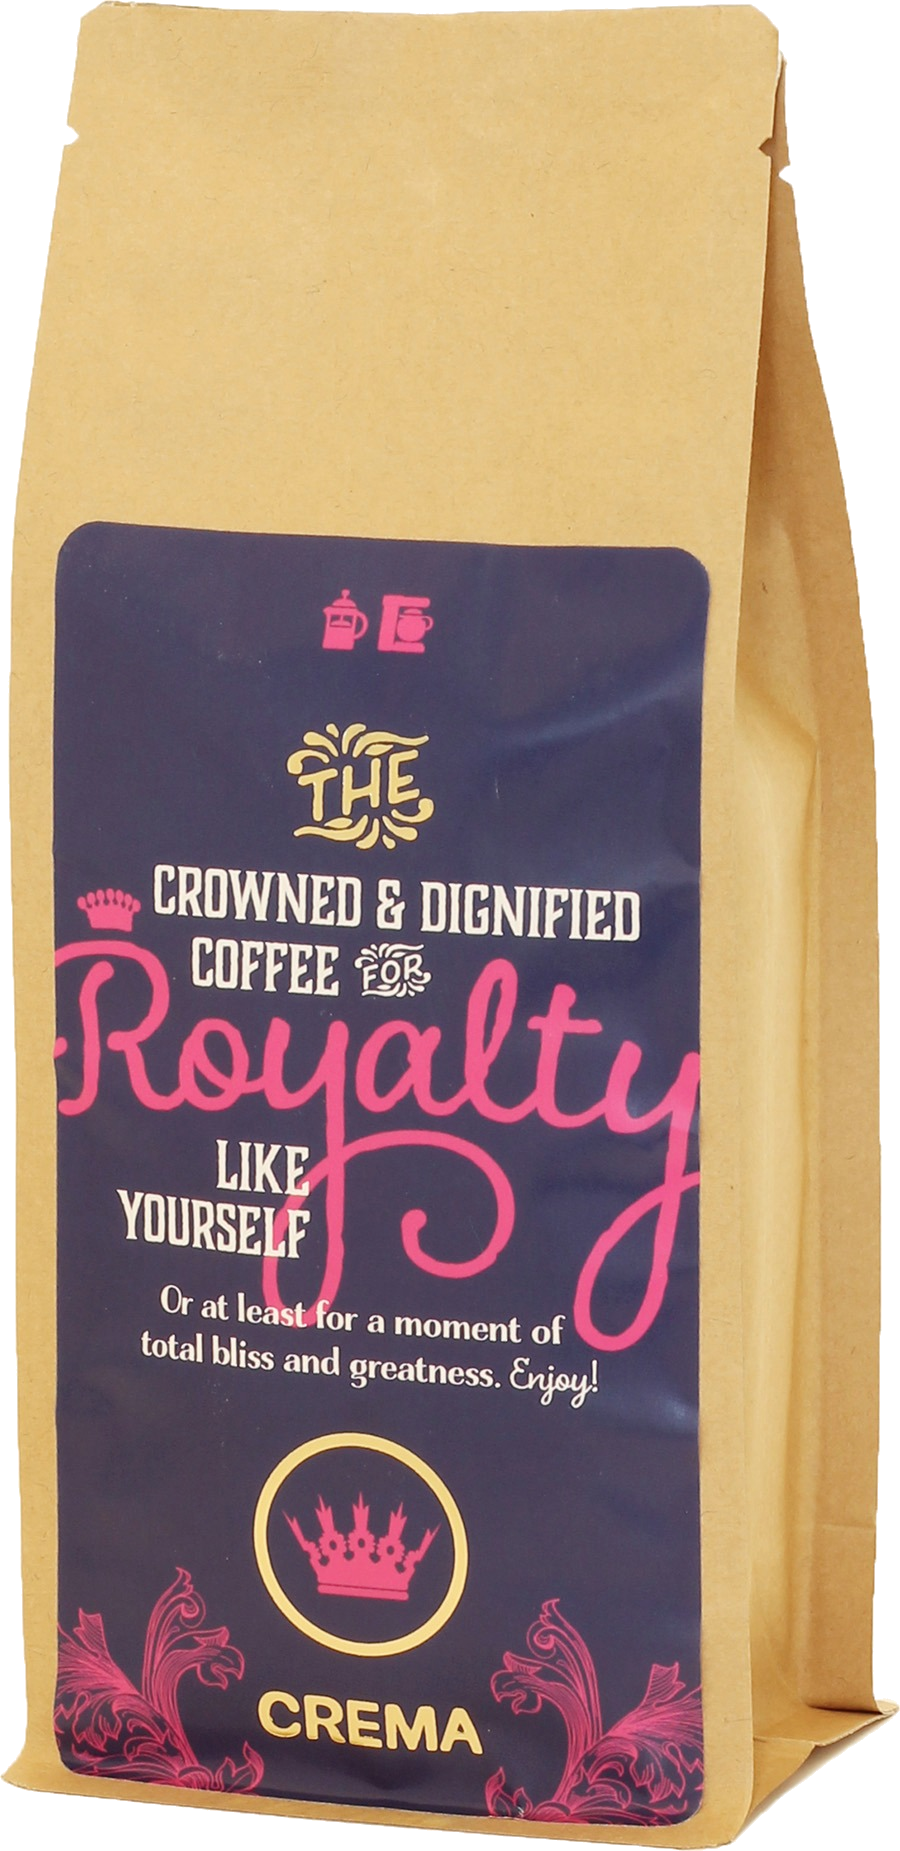 THE
CROWNED & DIGNIFIED
COFFEE FOR
Royalty
LIKE
YOURSELF
Or at least for a moment of
total bliss and greatness. Enjoy!
CREMA